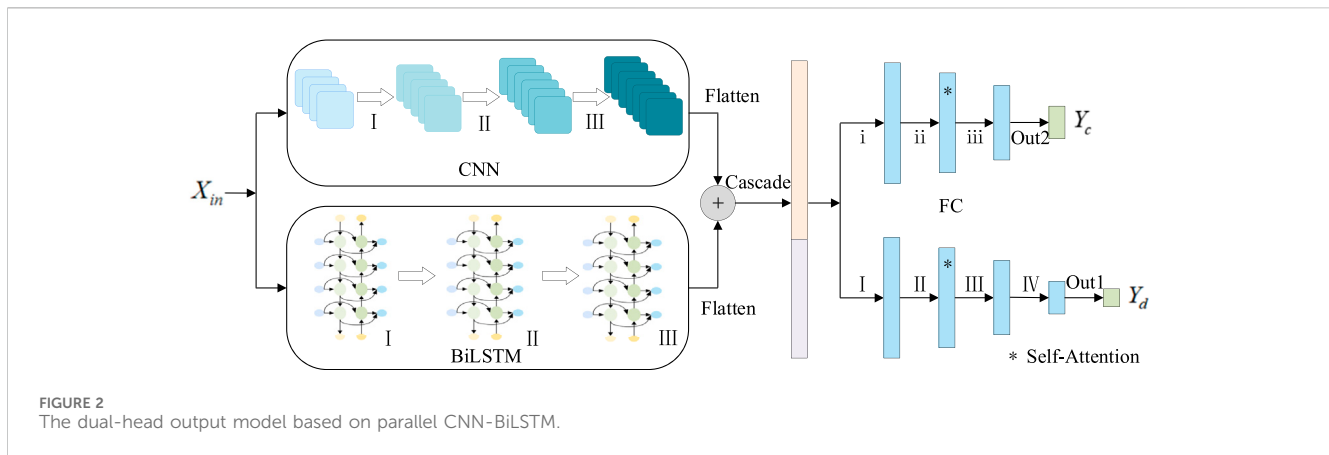 X_in
I
II
III
CNN
Flatten
I
II
III
BiLSTM
Flatten
+
Cascade
i
ii
*
iii
Out2
Y_c
FC
I
II
*
III
IV
Out1
Y_d
* Self-Attention
FIGURE 2
The dual-head output model based on parallel CNN-BiLSTM.